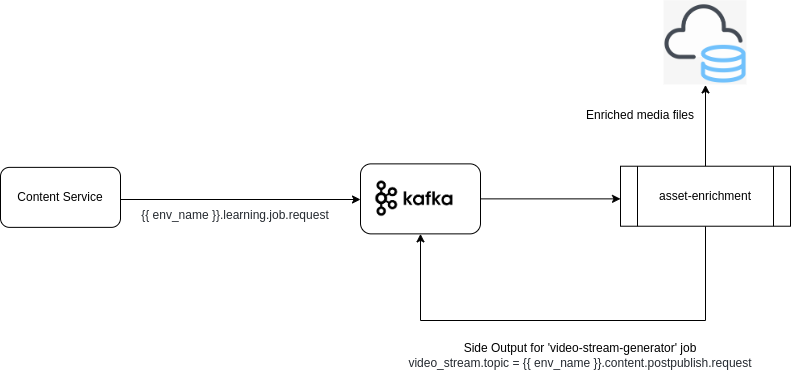 Enriched media files
Content Service
kafka
asset-enrichment
{{ env_name }}.learning.job.request
Side Output for 'video-stream-generator' job
video_stream.topic = {{ env_name }}.content.postpublish.request